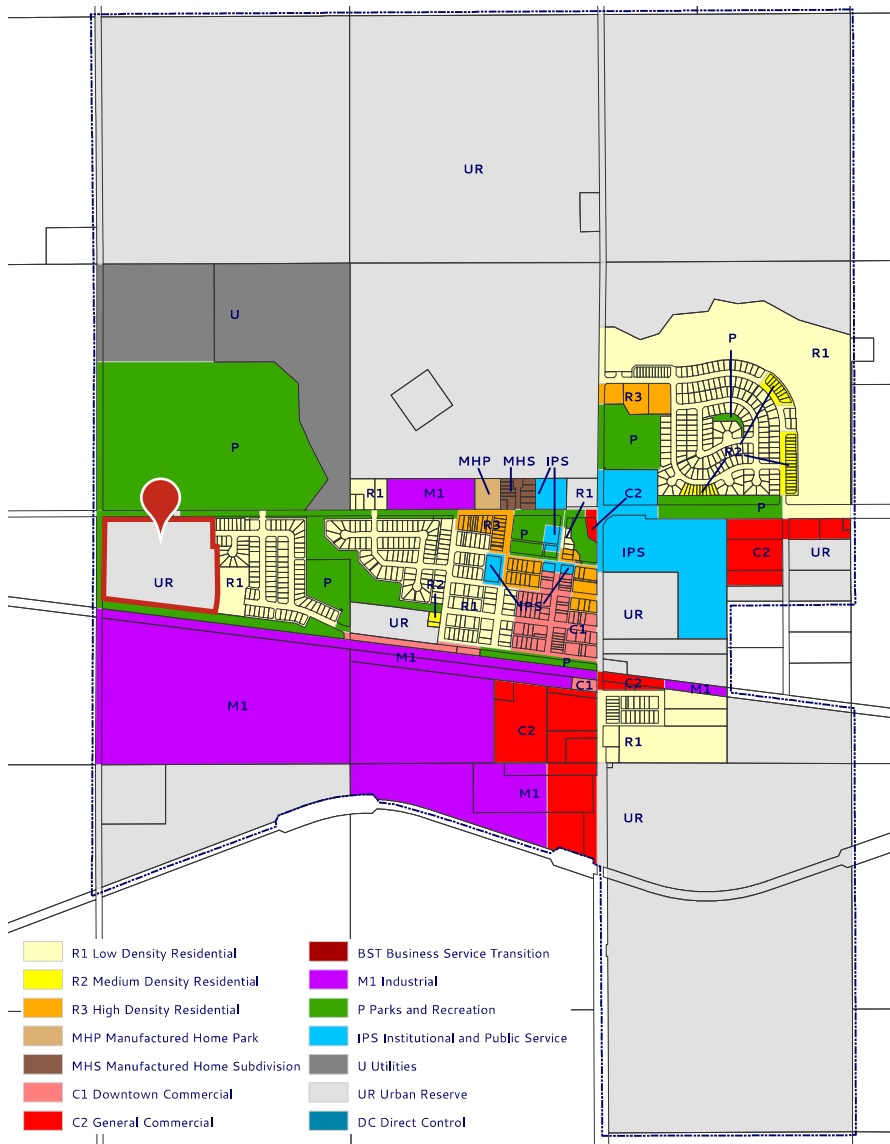 UR
U
P
R1
P
R3
P
R2
MHP
MHS
IPS
R1
M1
R1
C2
P
R3
P
IPS
C2
UR
UR
R1
P
R2
R1
IPS
UR
UR
C1
M1
P
C1
C2
M1
M1
C2
R1
M1
UR
R1 Low Density Residential
R2 Medium Density Residential
R3 High Density Residential
MHP Manufactured Home Park
MHS Manufactured Home Subdivision
C1 Downtown Commercial
C2 General Commercial
BST Business Service Transition
M1 Industrial
P Parks and Recreation
IPS Institutional and Public Service
U Utilities
UR Urban Reserve
DC Direct Control